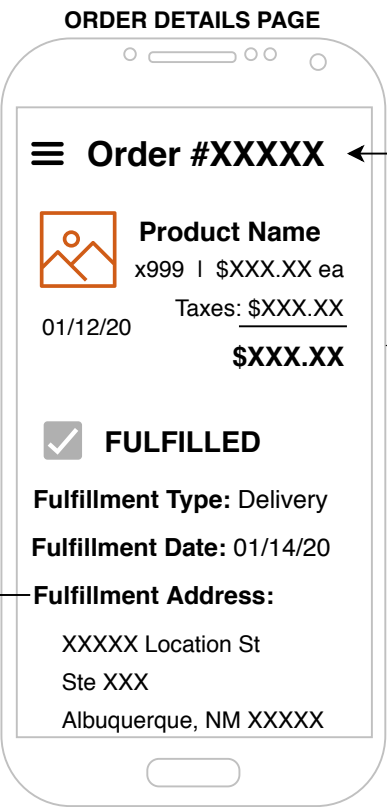 ORDER DETAILS PAGE
Order #XXXXX
Product Name
x999 | $XXX.XX ea
Taxes: $XXX.XX
01/12/20
$XXX.XX
FULFILLED
Fulfillment Type: Delivery
Fulfillment Date: 01/14/20
Fulfillment Address:
XXXXX Location St
Ste XXX
Albuquerque, NM XXXXX